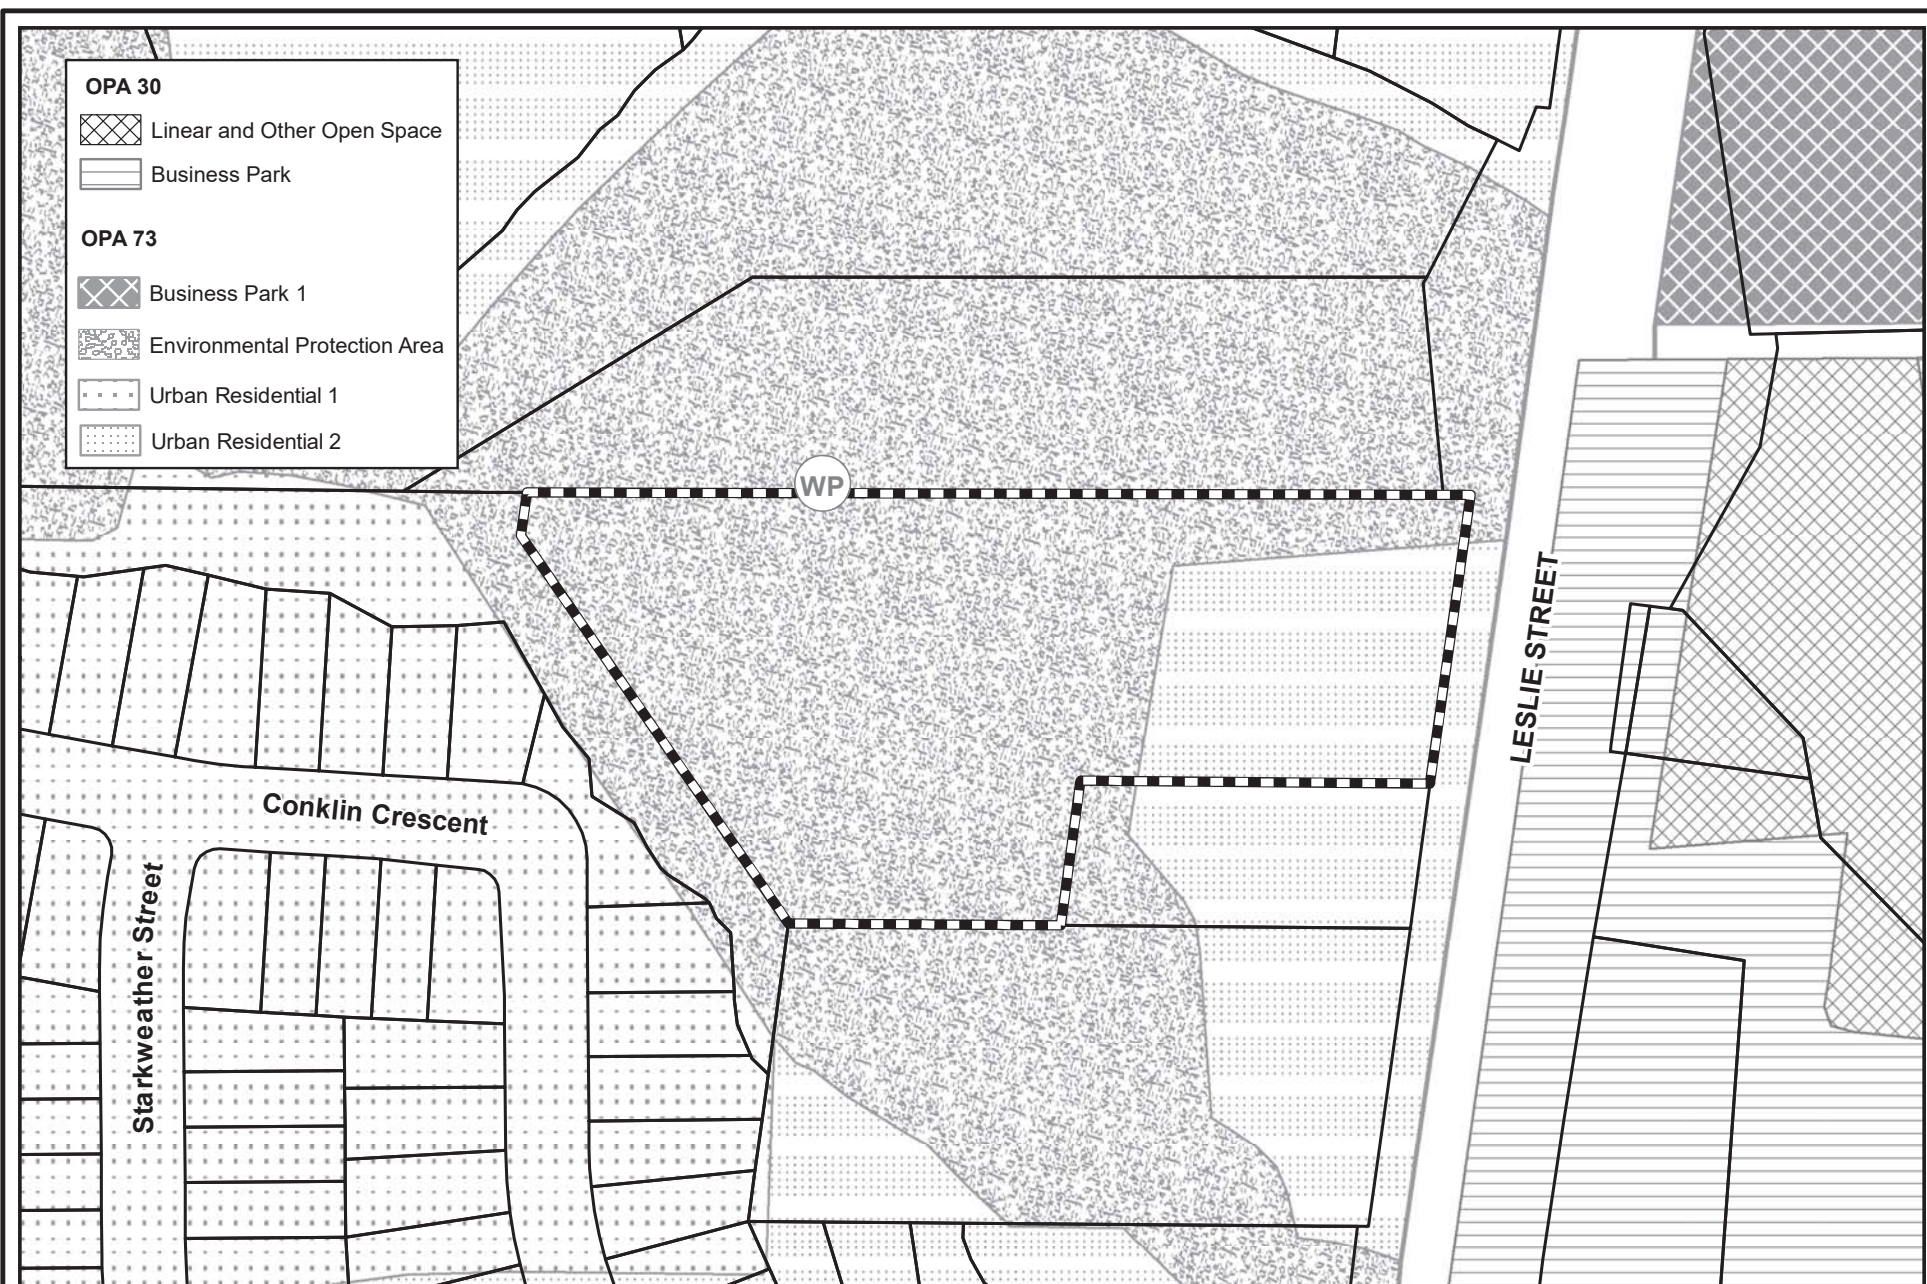 OPA 30
Linear and Other Open Space
Business Park
OPA 73
Business Park 1
Environmental Protection Area
Urban Residential 1
Urban Residential 2
WP
LESLIE STREET
Conklin Crescent
Starkweather Street